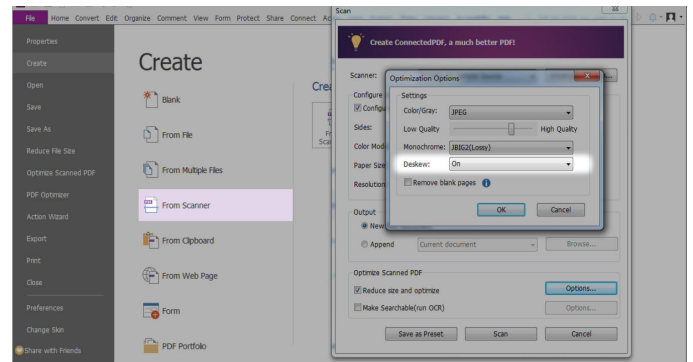 File Home Convert Edit Organize Comment View Form Protect Share Connect
Scan
Properties
Create
Open
Save
Save As
Reduce File Size
Optimize Scanned PDF
PDF Optimizer
Action Wizard
Export
Print
Close
Preferences
Change Skin
Share with Friends
Create
Blank
From File
From Multiple Files
From Scanner
From Clipboard
From Web Page
Form
PDF Portfolio
Create ConnectedPDF, a much better PDF!
Scanner:
Configure
Sides:
Color Mode
Paper Size
Resolution
Optimization Options
Settings
Color/Gray: JPEG
Low Quality High Quality
Monochrome: JBIG2(Lossy)
Deskew: On
Remove blank pages
OK Cancel
Output
New
Append Current document Browse...
Optimize Scanned PDF
Reduce size and optimize Options...
Make Searchable(run OCR) Options...
Save as Preset Scan Cancel